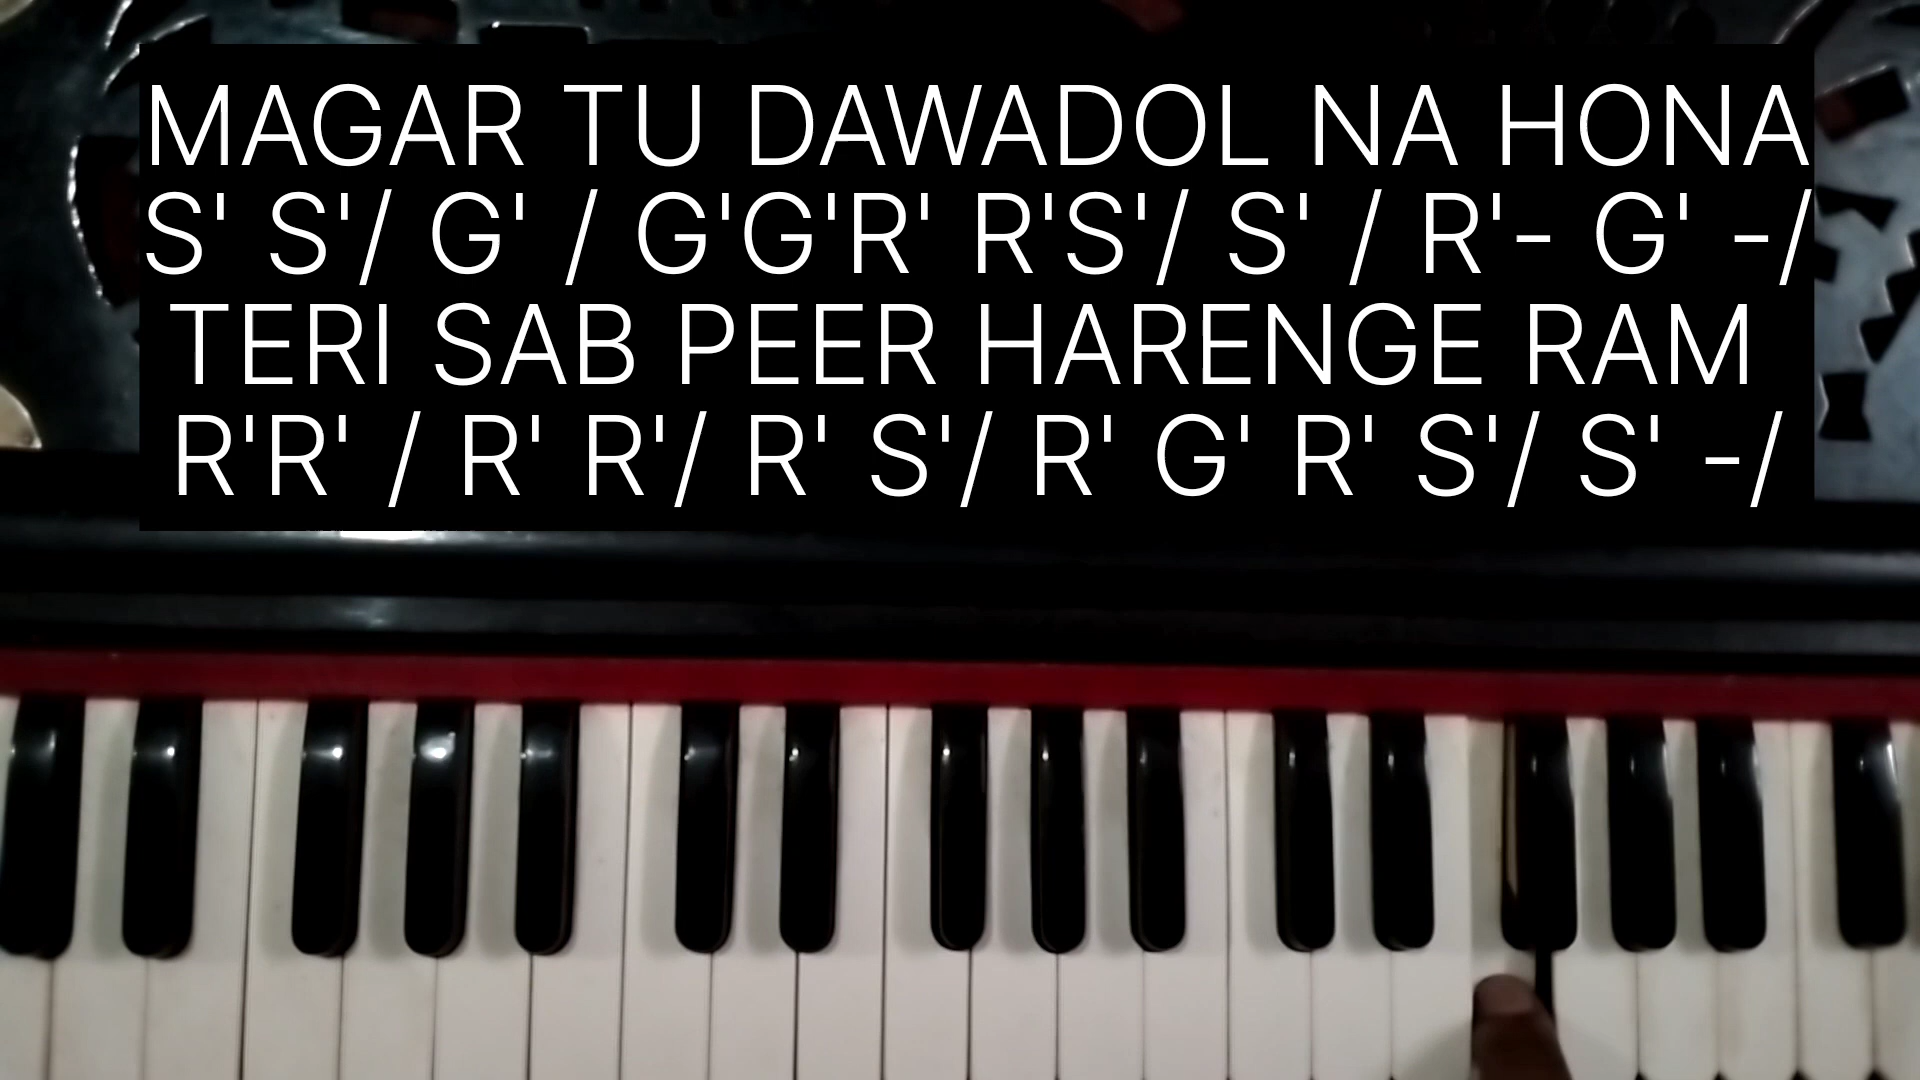 MAGAR TU DAWADOL NA HONA
S' S'/ G' / G'G'R' R'S'/ S' / R'- G' -/
TERI SAB PEER HARENGE RAM
R'R' / R' R'/ R' S'/ R' G' R' S'/ S' -/